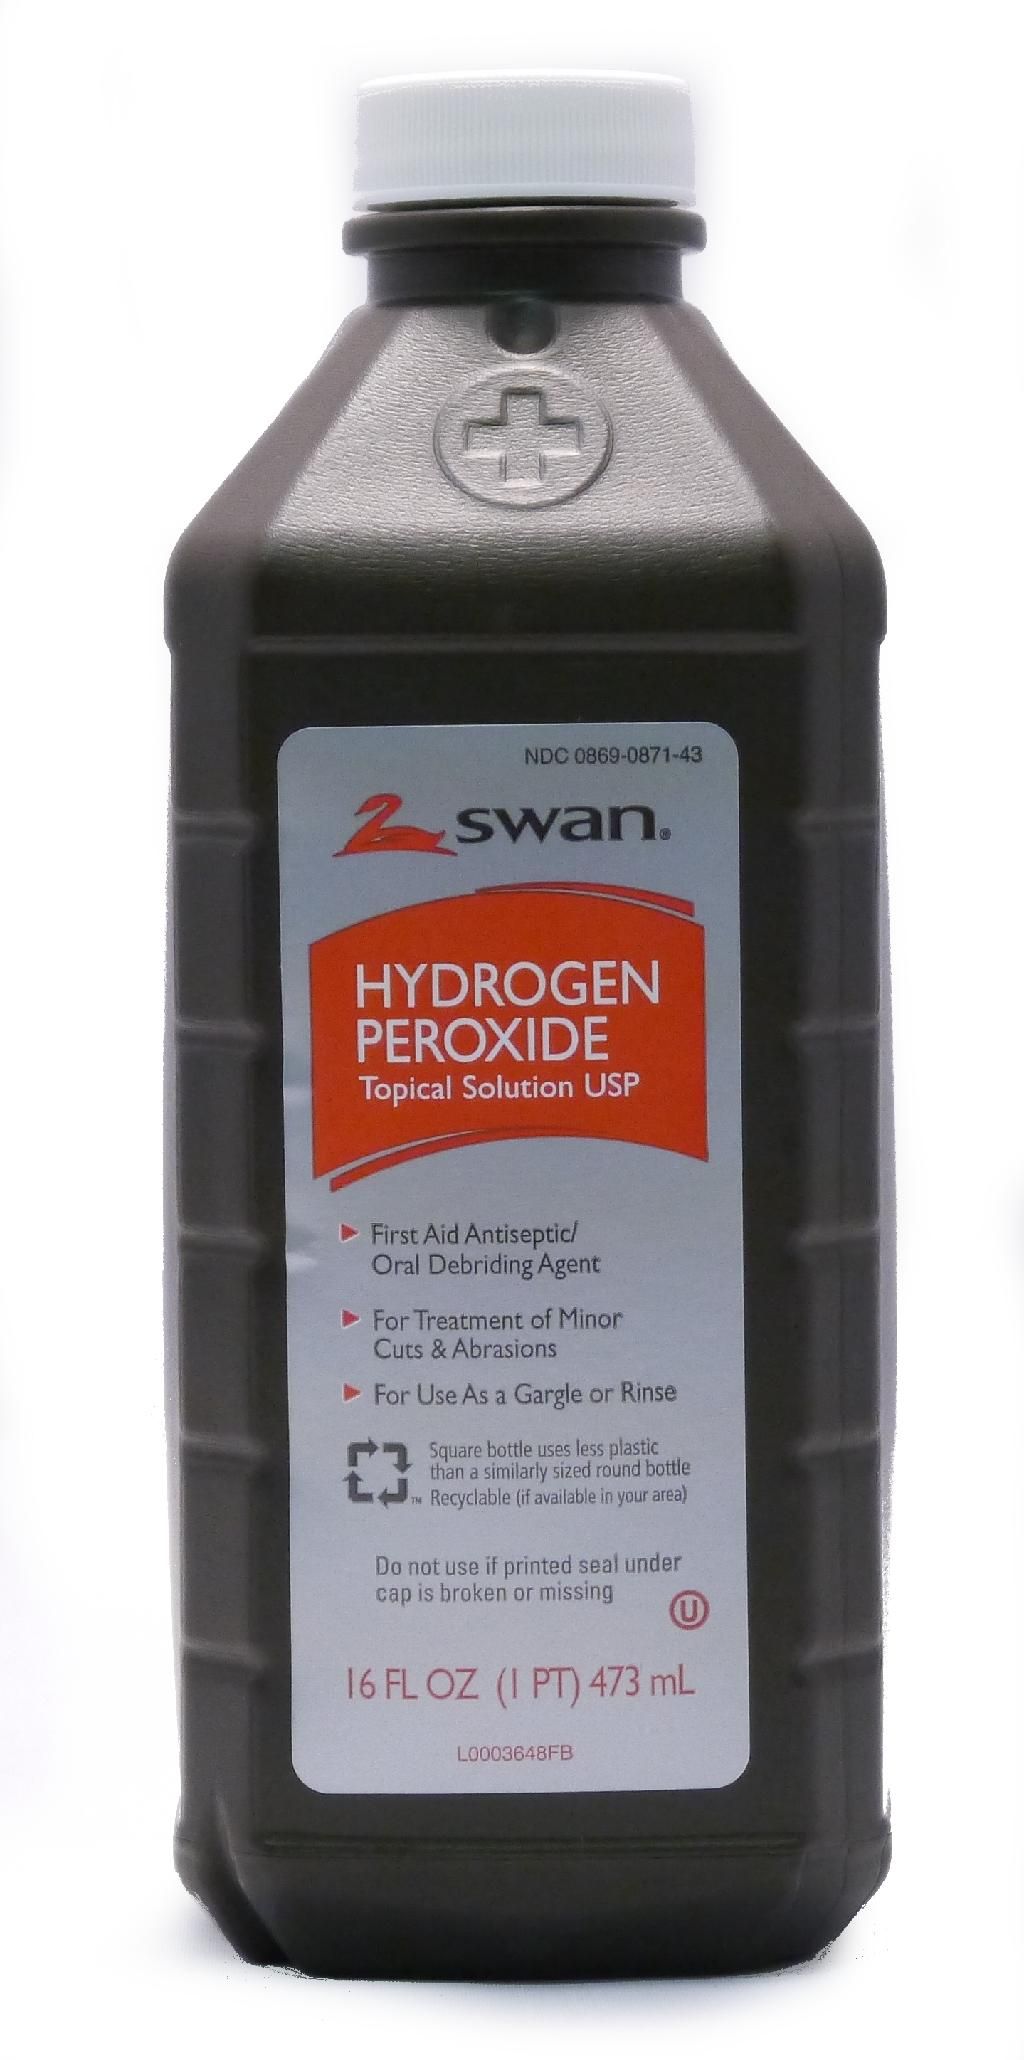 NDC 0869-0871-43
swan®
HYDROGEN
PEROXIDE
Topical Solution USP
First Aid Antiseptic/
Oral Debriding Agent
For Treatment of Minor
Cuts & Abrasions
For Use As a Gargle or Rinse
Square bottle uses less plastic
than a similarly sized round bottle
™ Recyclable (if available in your area)
Do not use if printed seal under
cap is broken or missing
U
16 FL OZ (1 PT) 473 mL
L0003648FB